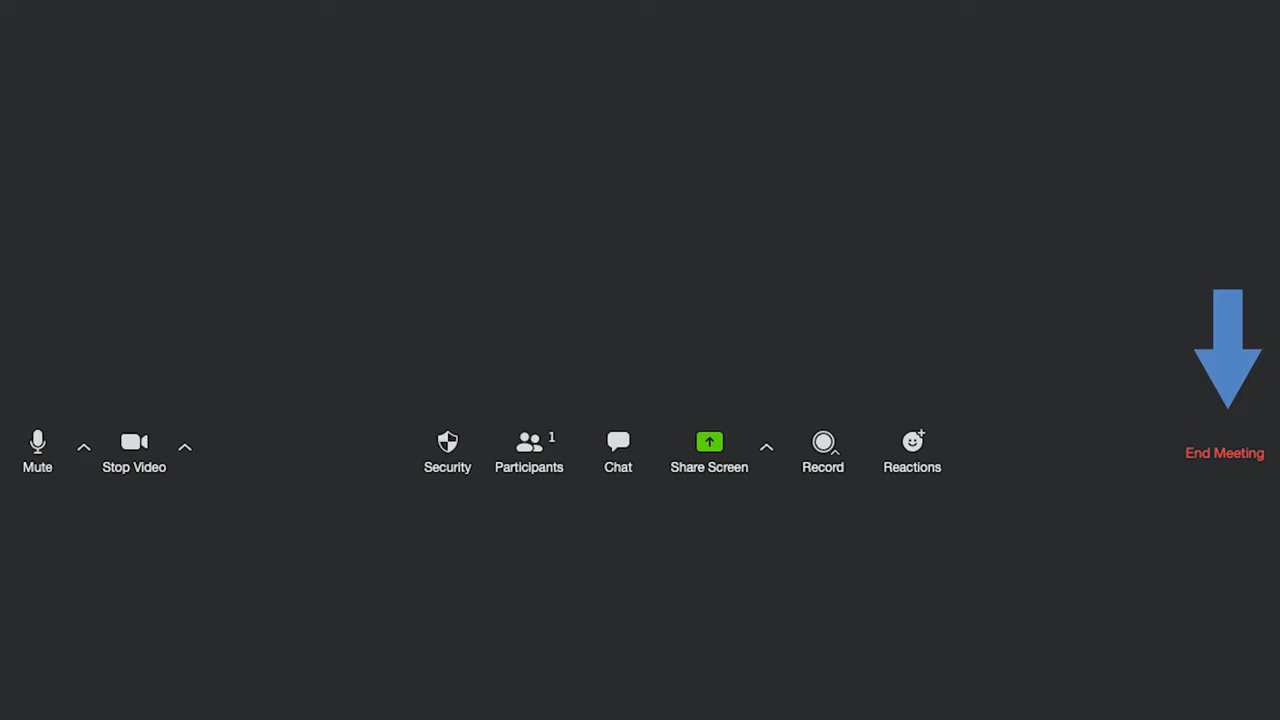 1
Mute
Stop Video
Security
Participants
Chat
Share Screen
Record
Reactions
End Meeting